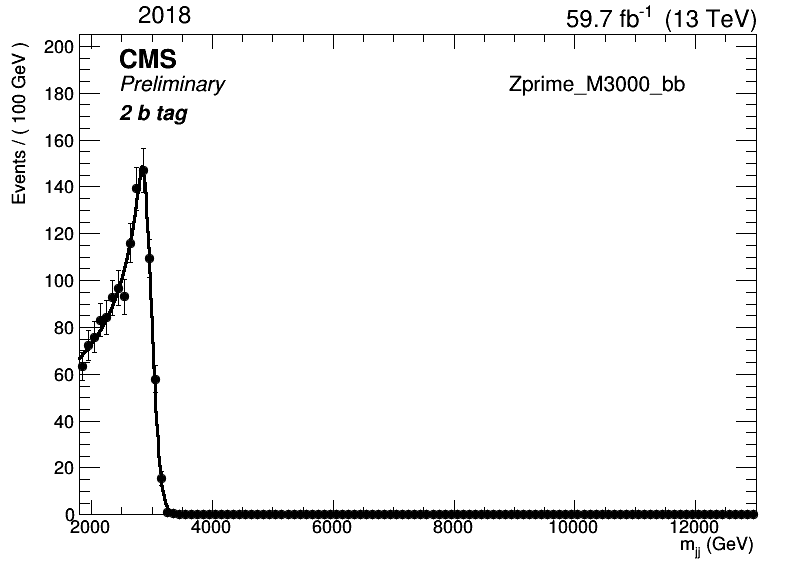 2018 59.7 fb⁻¹ (13 TeV)
CMS
Preliminary
2 b tag
Zprime_M3000_bb
Events / ( 100 GeV )
200
180
160
140
120
100
80
60
40
20
0
2000 4000 6000 8000 10000 12000
m_jj (GeV)